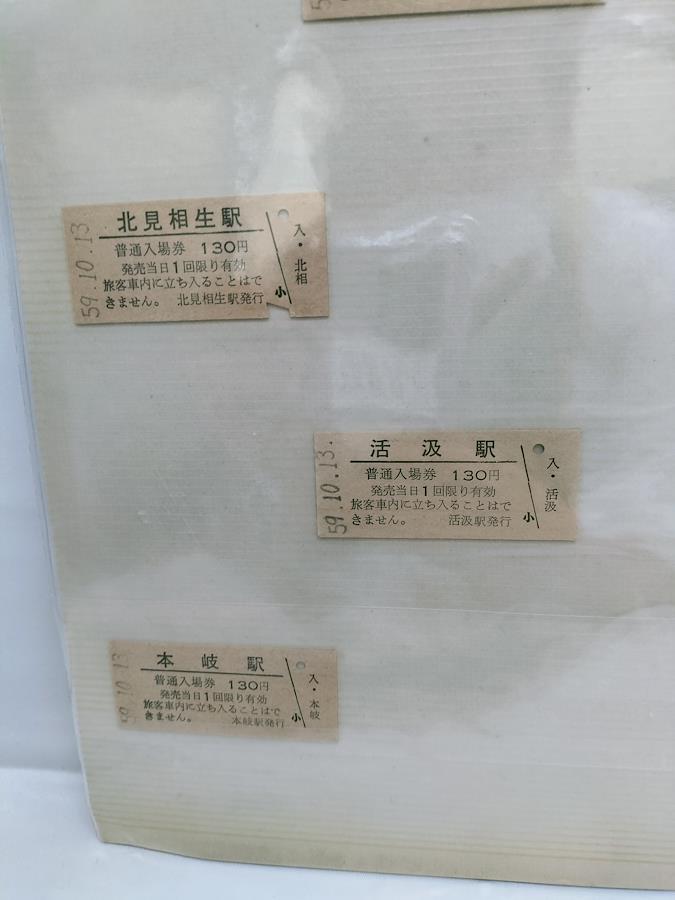 北見相生駅
普通入場券 130円
発売当日1回限り有効
旅客車内に立ち入ることはで
きません。 北見相生駅発行
小
入・北相
59.10.13
活汲駅
普通入場券 130円
発売当日1回限り有効
旅客車内に立ち入ることはで
きません。 活汲駅発行
小
入・活汲
59.10.13.
本岐駅
普通入場券 130円
発売当日1回限り有効
旅客車内に立ち入ることはで
きません。 本岐駅発行
小
入・本岐
59.10.13